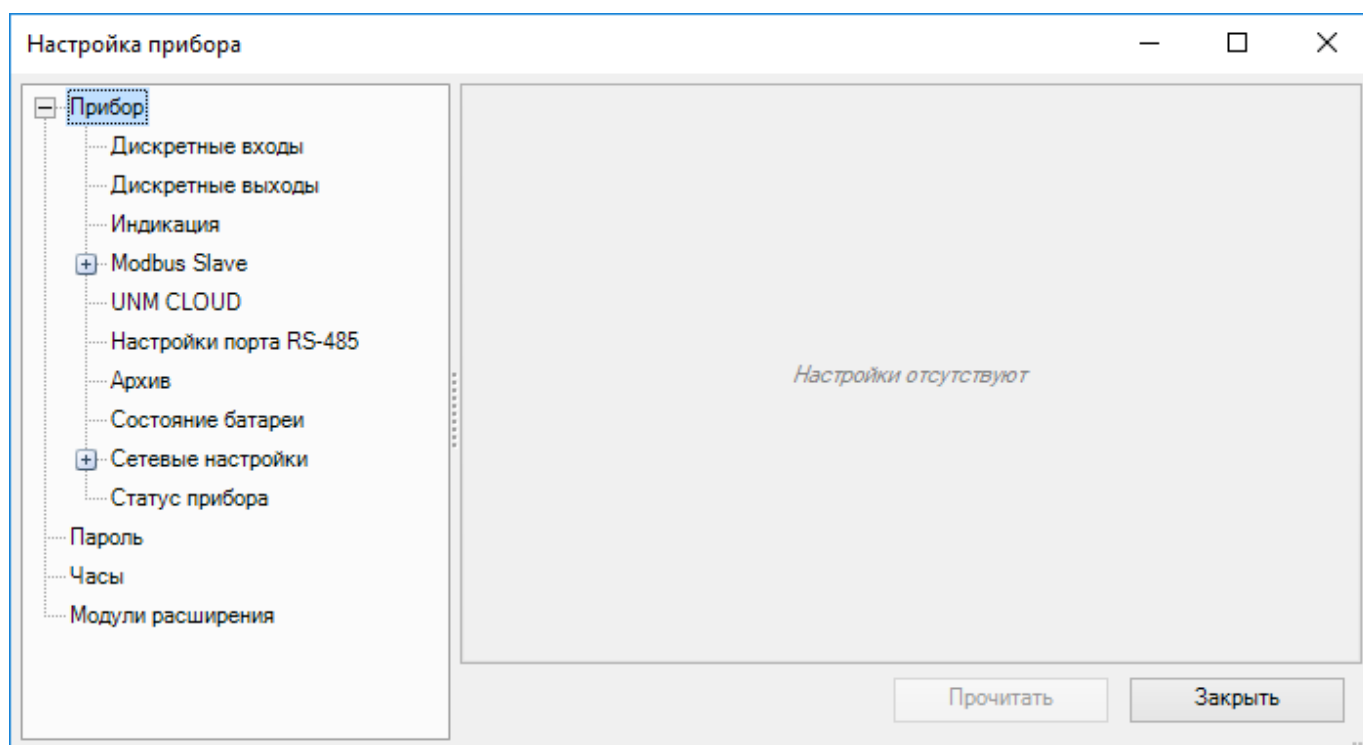 Настройка прибора
Прибор
Дискретные входы
Дискретные выходы
Индикация
Modbus Slave
UNM CLOUD
Настройки порта RS-485
Архив
Состояние батареи
Сетевые настройки
Статус прибора
Пароль
Часы
Модули расширения
Настройки отсутствуют
Прочитать
Закрыть